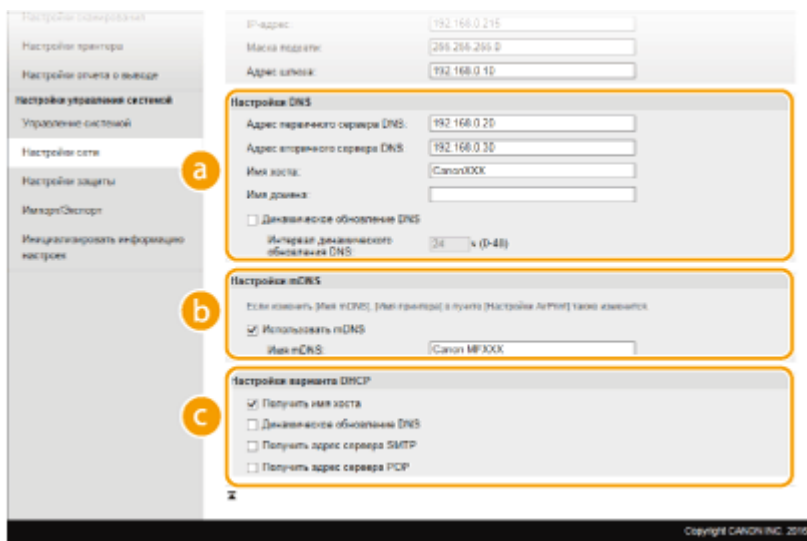 Настройки сканирования
Настройки принтера
Настройки отчета о выводе
Настройки управления системой
Управление системой
Настройки сети
Настройки защиты
Импорт/Экспорт
Инициализировать информацию
настроек
IP-адрес:
192.168.0.215
Маска подсети:
255.255.255.0
Адрес шлюза:
192.168.0.10
a
Настройки DNS
Адрес первичного сервера DNS:
192.168.0.20
Адрес вторичного сервера DNS:
192.168.0.30
Имя хоста:
CanonXXX
Имя домена:
Динамическое обновление DNS
Интервал динамического
обновления DNS:
24 ч (0-48)
b
Настройки mDNS
Если изменить [Имя mDNS], [Имя принтера] в пункте [Настройки AirPrint] также изменится.
Использовать mDNS
Имя mDNS:
Canon MFXXX
c
Настройки варианта DHCP
Получить имя хоста
Динамическое обновление DNS
Получить адрес сервера SMTP
Получить адрес сервера POP
Copyright CANON INC. 2016